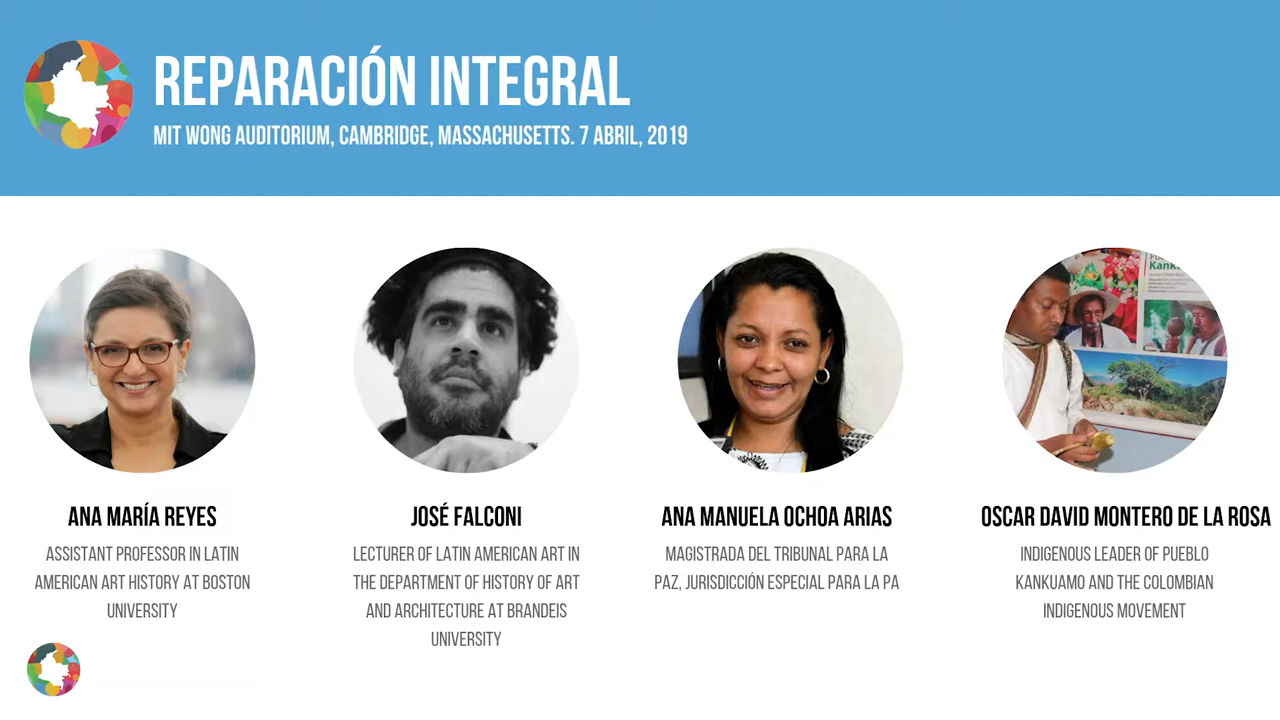 REPARACIÓN INTEGRAL
MIT WONG AUDITORIUM, CAMBRIDGE, MASSACHUSETTS. 7 ABRIL, 2019
ANA MARÍA REYES
ASSISTANT PROFESSOR IN LATIN
AMERICAN ART HISTORY AT BOSTON
UNIVERSITY
JOSÉ FALCONI
LECTURER OF LATIN AMERICAN ART IN
THE DEPARTMENT OF HISTORY OF ART
AND ARCHITECTURE AT BRANDEIS
UNIVERSITY
ANA MANUELA OCHOA ARIAS
MAGISTRADA DEL TRIBUNAL PARA LA
PAZ, JURISDICCIÓN ESPECIAL PARA LA PA
OSCAR DAVID MONTERO DE LA ROSA
INDIGENOUS LEADER OF PUEBLO
KANKUAMO AND THE COLOMBIAN
INDIGENOUS MOVEMENT